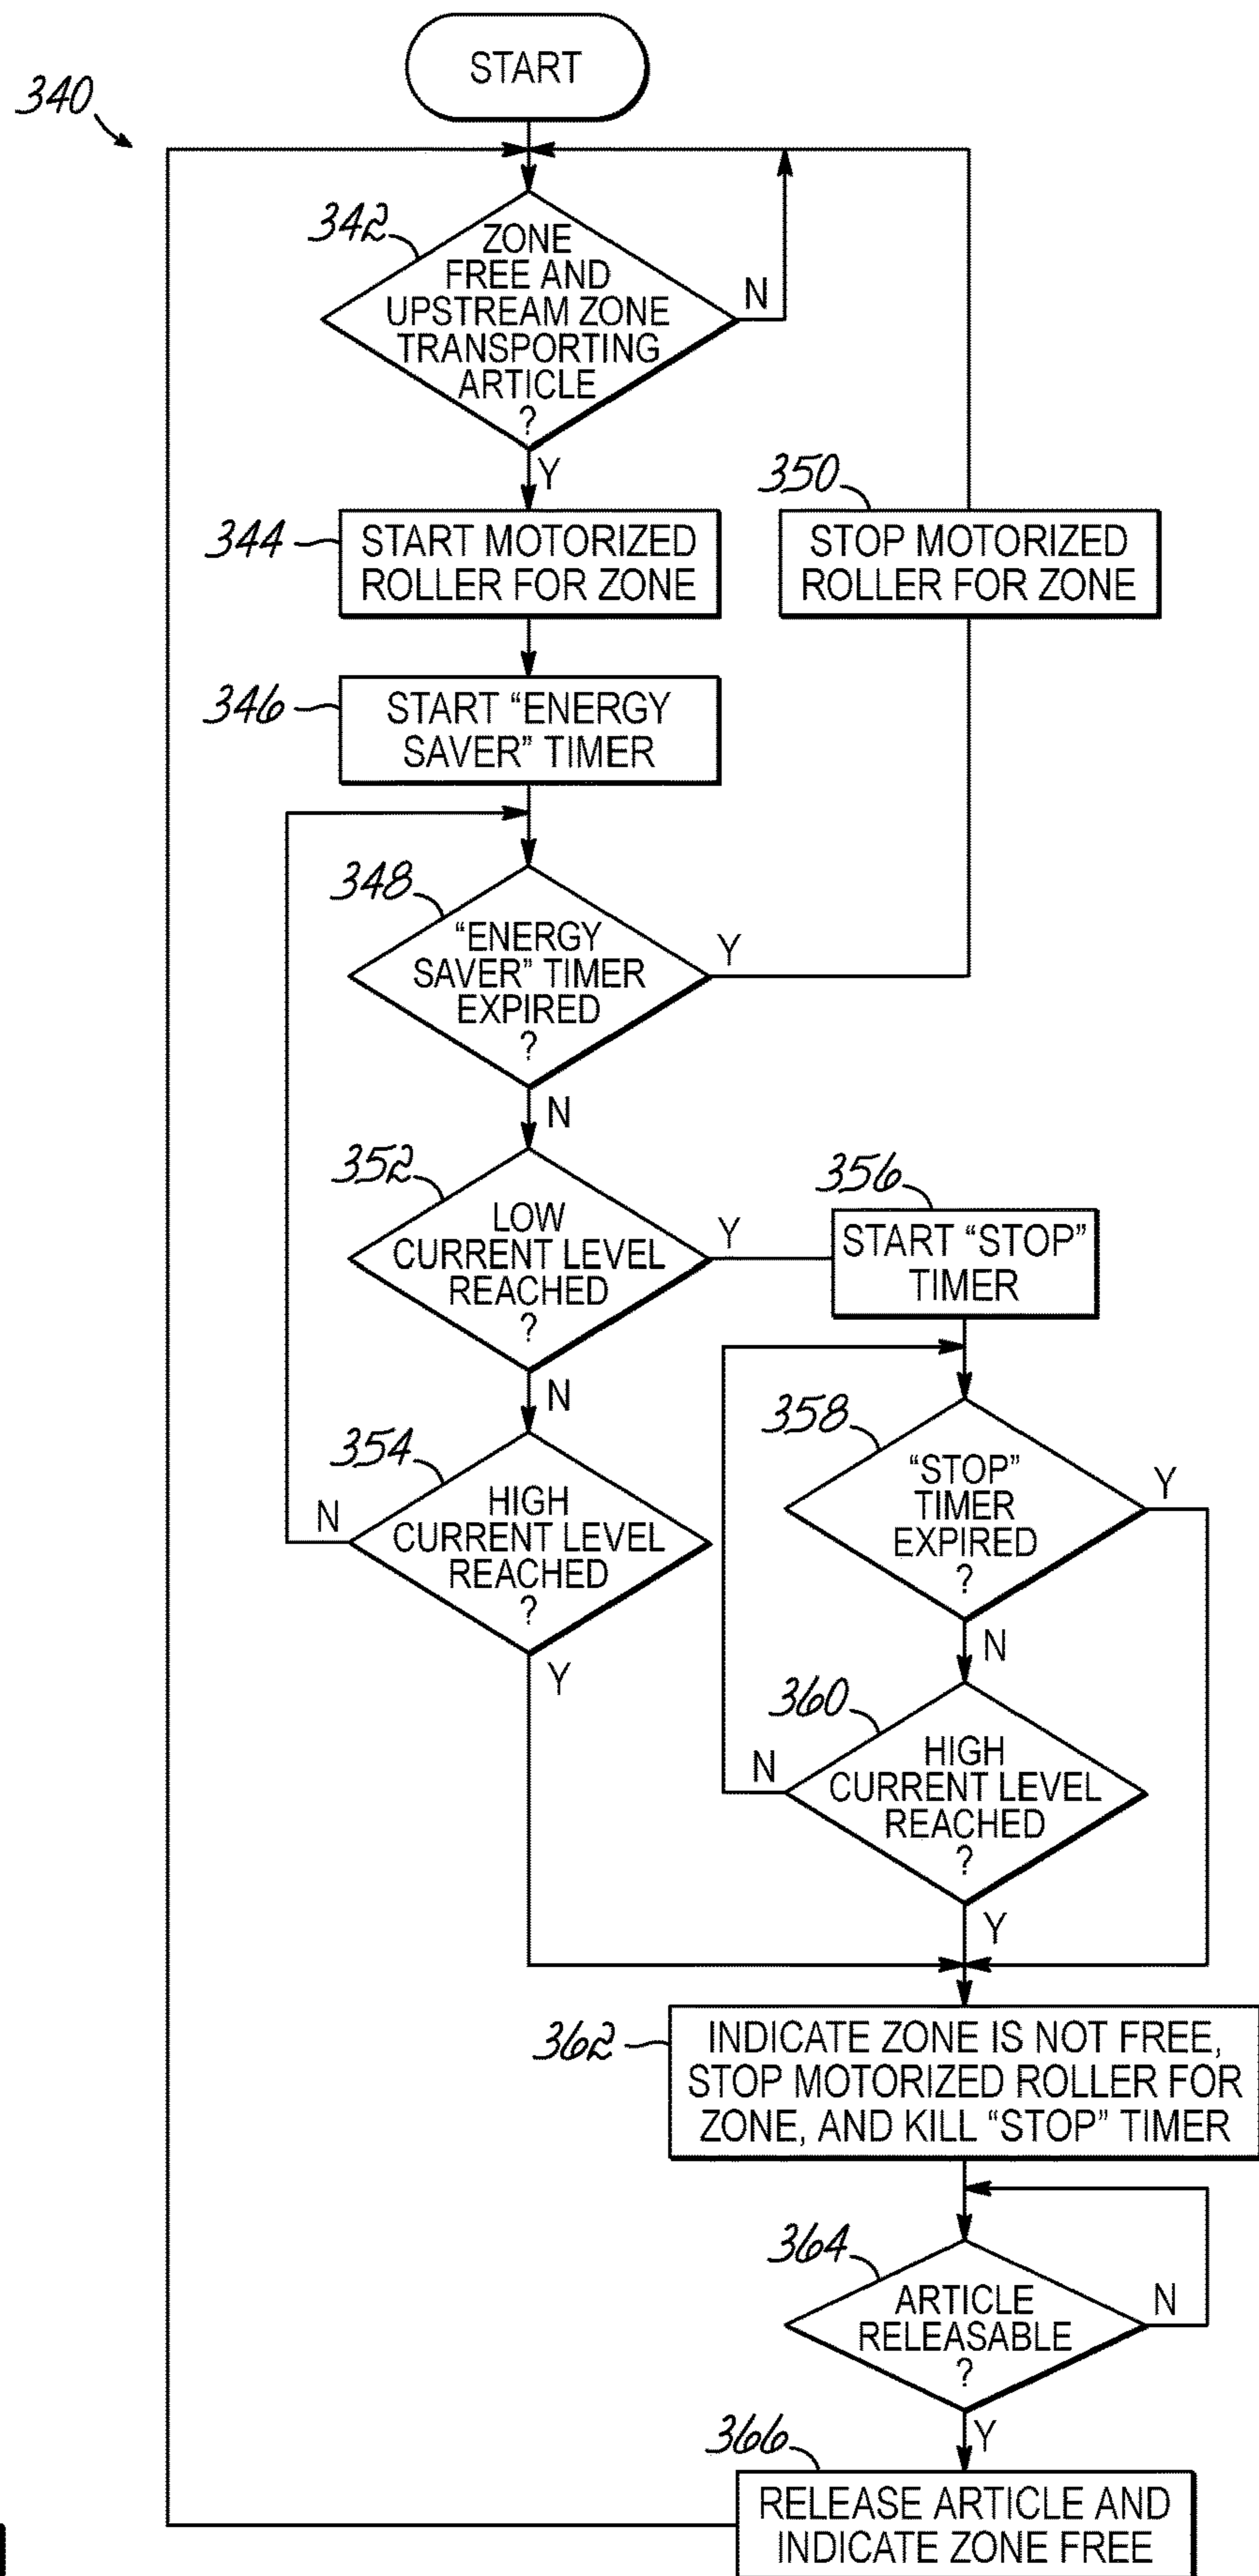 START
340
342
ZONE
FREE AND
UPSTREAM ZONE
TRANSPORTING
ARTICLE
?
N
Y
344
START MOTORIZED
ROLLER FOR ZONE
350
STOP MOTORIZED
ROLLER FOR ZONE
346
START “ENERGY
SAVER” TIMER
348
“ENERGY
SAVER” TIMER
EXPIRED
?
Y
N
352
LOW
CURRENT LEVEL
REACHED
?
Y
N
356
START “STOP”
TIMER
354
HIGH
CURRENT LEVEL
REACHED
?
N
Y
358
“STOP”
TIMER
EXPIRED
?
Y
N
360
HIGH
CURRENT LEVEL
REACHED
?
N
Y
362
INDICATE ZONE IS NOT FREE,
STOP MOTORIZED ROLLER FOR
ZONE, AND KILL “STOP” TIMER
364
ARTICLE
RELEASABLE
?
N
Y
366
RELEASE ARTICLE AND
INDICATE ZONE FREE